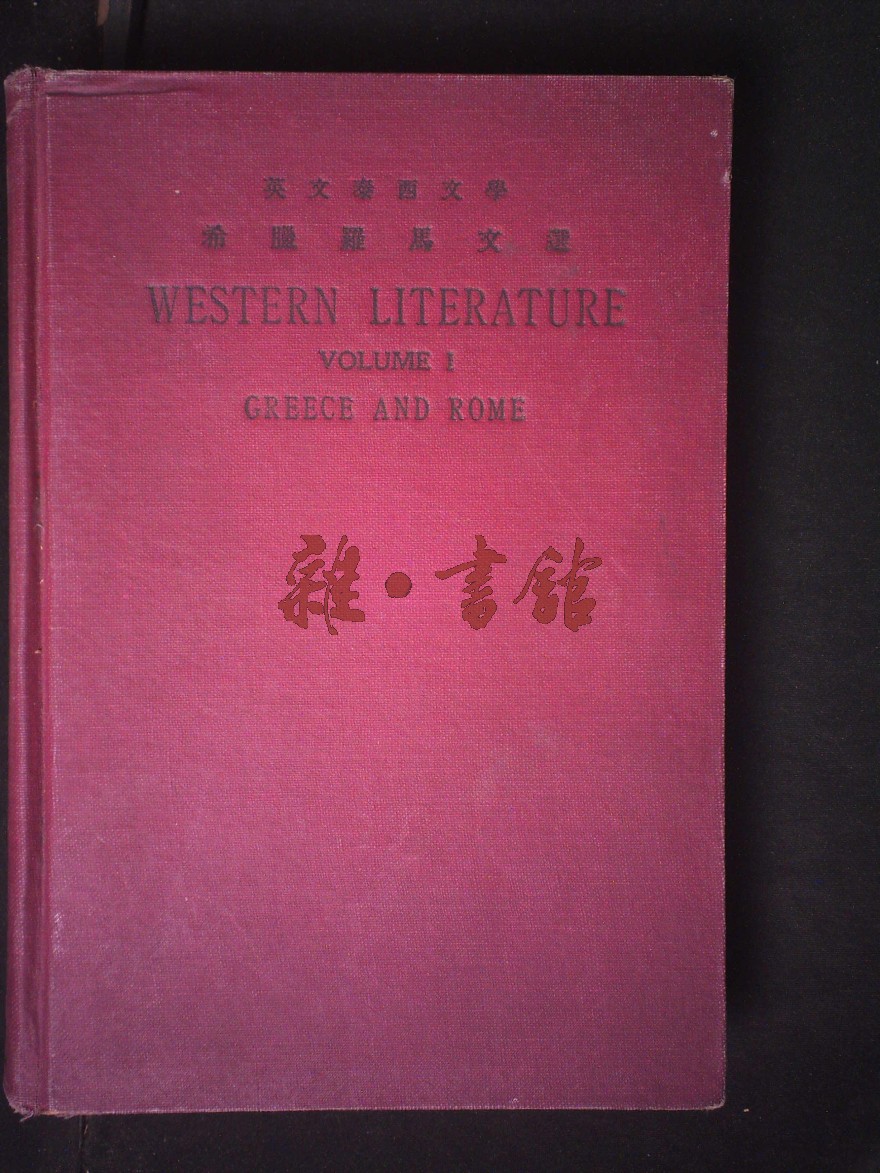 英文泰西文學
希臘羅馬文選
WESTERN LITERATURE
VOLUME I
GREECE AND ROME
雜·書館